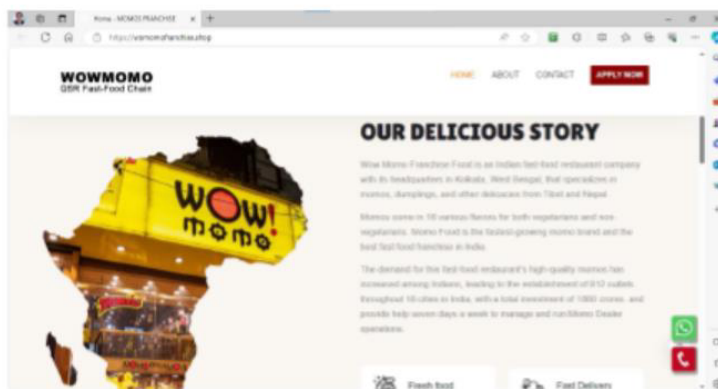 Home - MOMOS FRANCHISE
WOWMOMO
QSR Fast-Food Chain
HOME ABOUT CONTACT APPLY NOW
OUR DELICIOUS STORY
Wow Momo Franchise Food is an Indian fast-food restaurant company
with its headquarters in Kolkata, West Bengal, that specializes in
momos, dumplings, and other delicacies from Tibet and Nepal.
Momos come in 16 various flavors for both vegetarians and non-
vegetarians. Momo Food is the fastest-growing momo brand and the
best fast food franchise in India.
The demand for this fast-food restaurant's high-quality momos has
increased among Indians, leading to the establishment of outlets
throughout cities in India, with a total investment of 1000 crores. and
provide help seven days a week to manage and run Momo Dealer
operations.
WOW!
momo
Fresh food
Fast Delivery